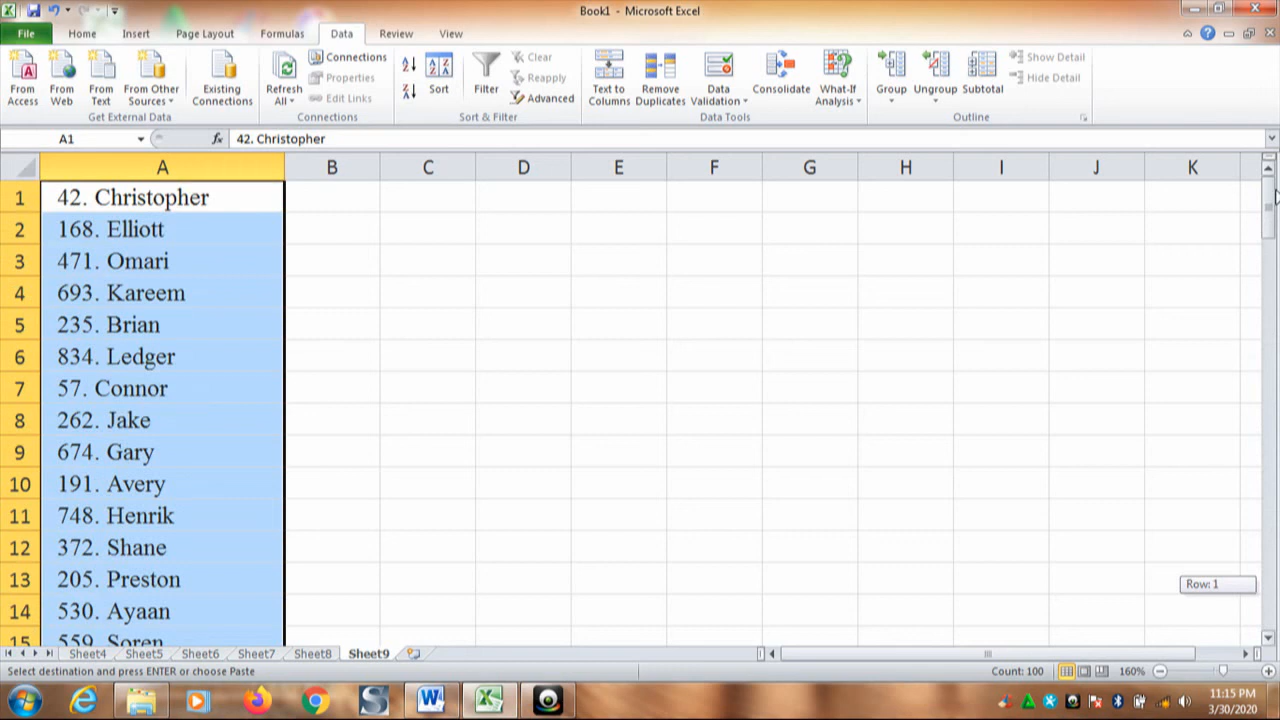 Book1 - Microsoft Excel
File Home Insert Page Layout Formulas Data Review View
From Access
From Web
From Text
From Other Sources
Existing Connections
Get External Data
Refresh All
Connections
Properties
Edit Links
Connections
Sort
Filter
Clear
Reapply
Advanced
Sort & Filter
Text to Columns
Remove Duplicates
Data Validation
Consolidate
What-If Analysis
Data Tools
Group
Ungroup
Subtotal
Show Detail
Hide Detail
Outline
A1 fx 42. Christopher
A B C D E F G H I J K
1 42. Christopher
2 168. Elliott
3 471. Omari
4 693. Kareem
5 235. Brian
6 834. Ledger
7 57. Connor
8 262. Jake
9 674. Gary
10 191. Avery
11 748. Henrik
12 372. Shane
13 205. Preston
Row: 1
14 530. Ayaan
15 559. Soren
Sheet4 Sheet5 Sheet6 Sheet7 Sheet8 Sheet9
Select destination and press ENTER or choose Paste Count: 100 160%
11:15 PM
3/30/2020